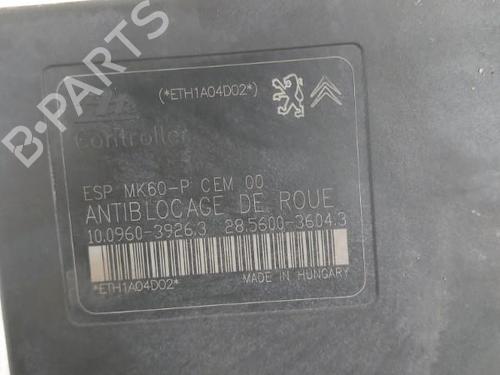 (*ETH1A04D02*)
Controller
ESP MK60-P CEM 00
ANTIBLOCAGE DE ROUE
10.0960-3926.3 28.5600-3604.3
*ETH1A04D02*
MADE IN HUNGARY
B-PARTS